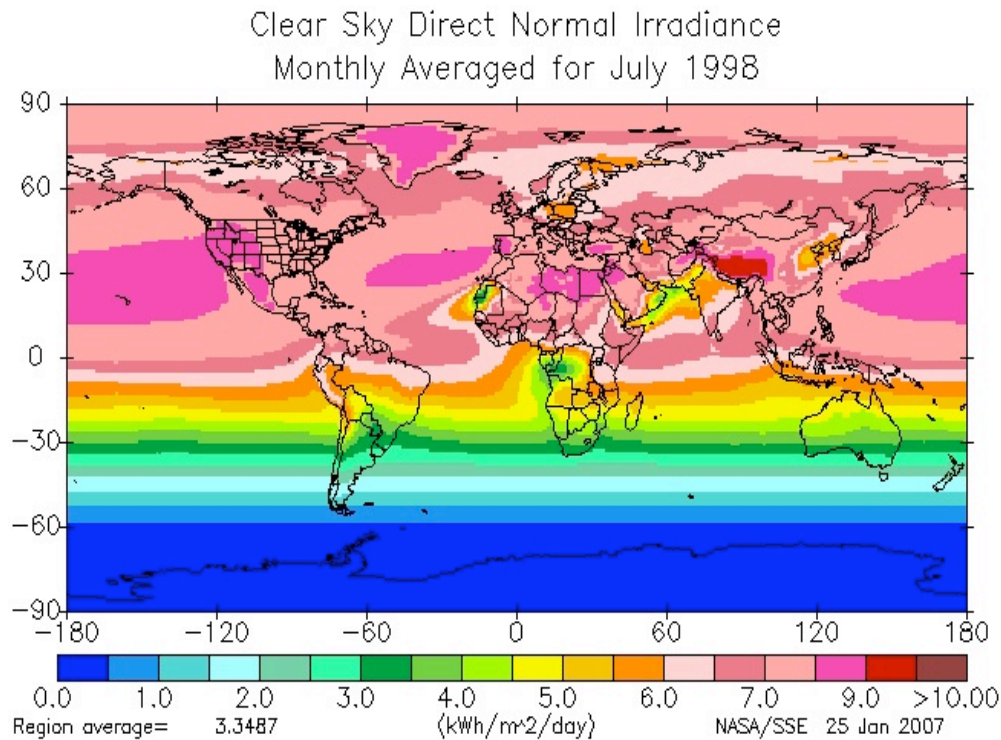 Clear Sky Direct Normal Irradiance
Monthly Averaged for July 1998
90
60
30
0
-30
-60
-90
-180 -120 -60 0 60 120 180
0.0 1.0 2.0 3.0 4.0 5.0 6.0 7.0 9.0 >10.00
Region average= 3.3487 (kWh/m^2/day) NASA/SSE 25 Jan 2007